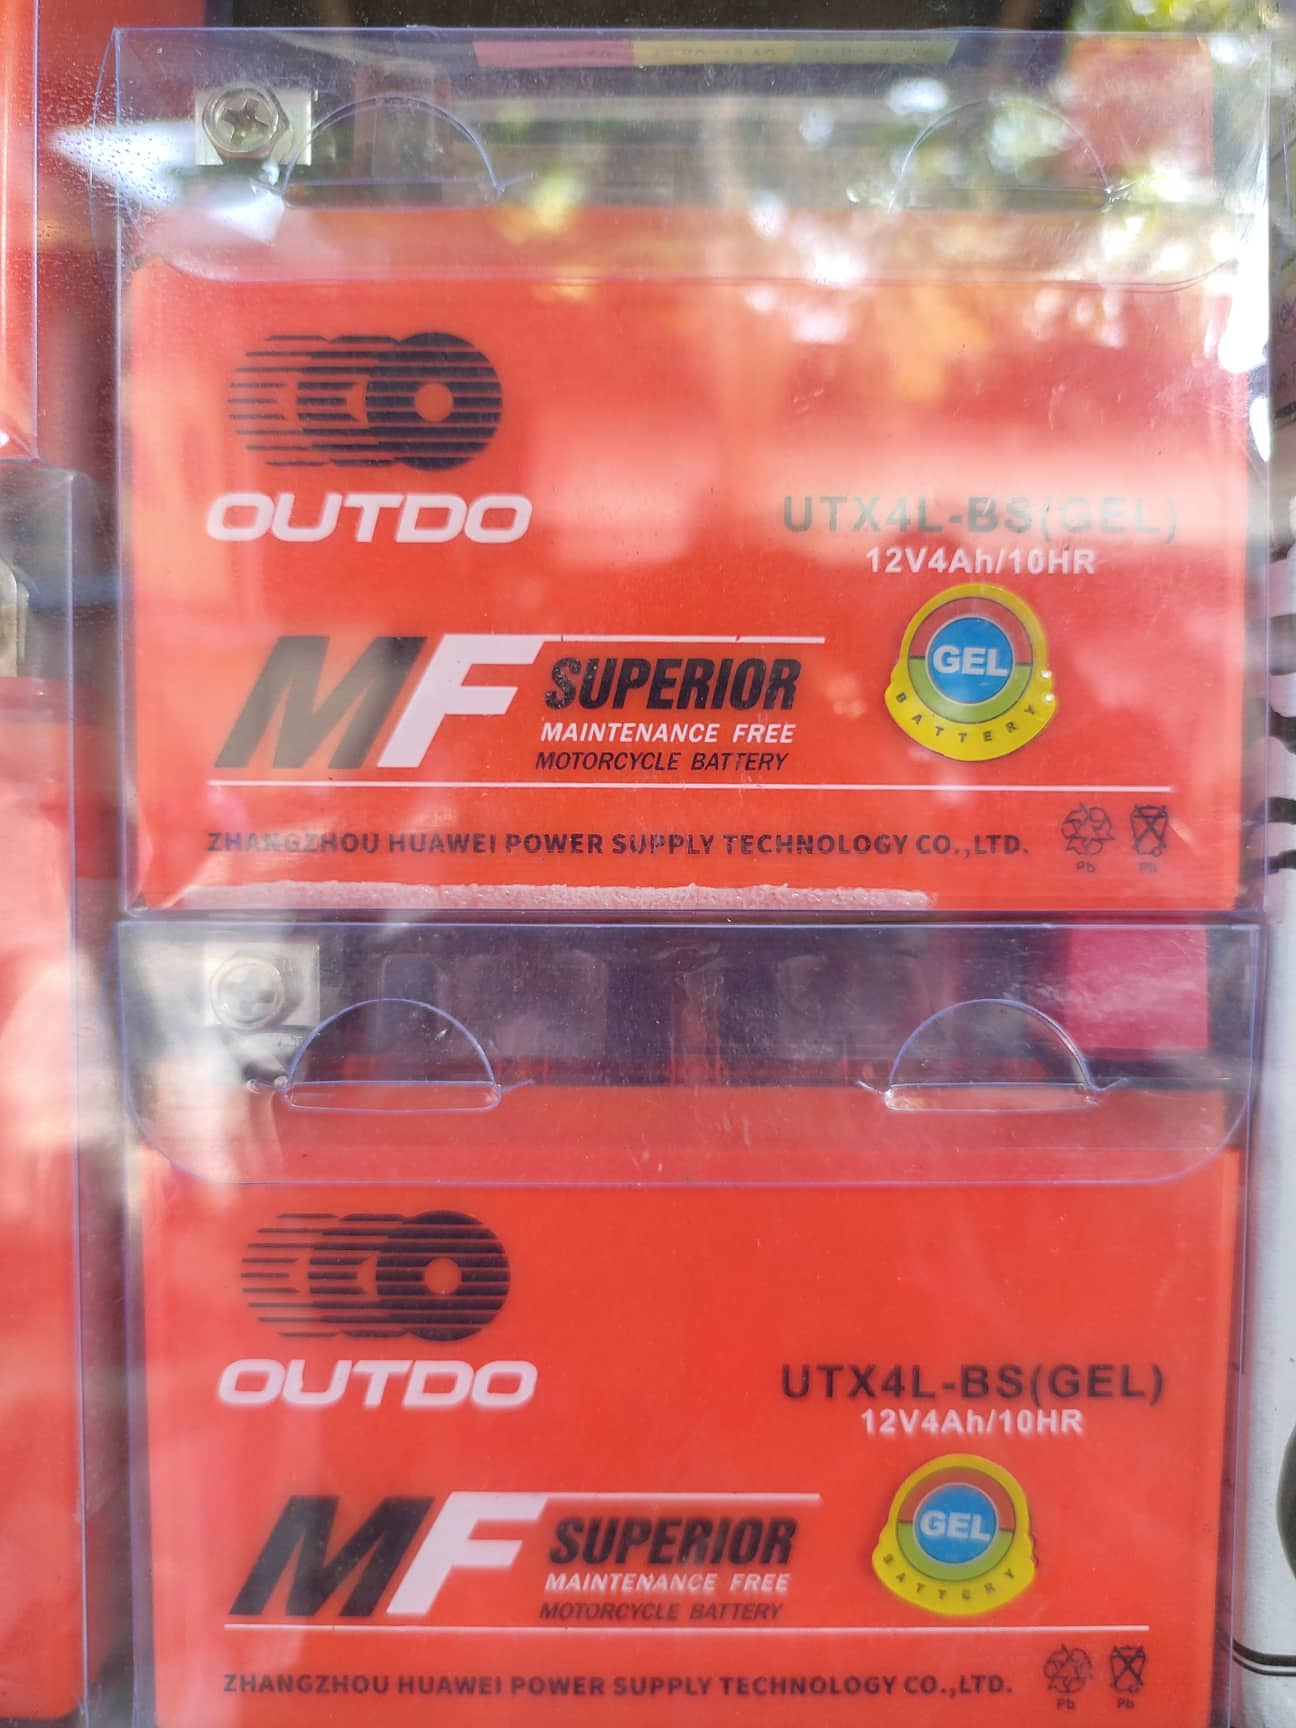 OUTDO
UTX4L-BS(GEL)
12V4Ah/10HR
GEL
BATTERY
MF SUPERIOR
MAINTENANCE FREE
MOTORCYCLE BATTERY
ZHANGZHOU HUAWEI POWER SUPPLY TECHNOLOGY CO.,LTD.
Pb Pb
OUTDO
UTX4L-BS(GEL)
12V4Ah/10HR
GEL
BATTERY
MF SUPERIOR
MAINTENANCE FREE
MOTORCYCLE BATTERY
ZHANGZHOU HUAWEI POWER SUPPLY TECHNOLOGY CO.,LTD.
Pb Pb